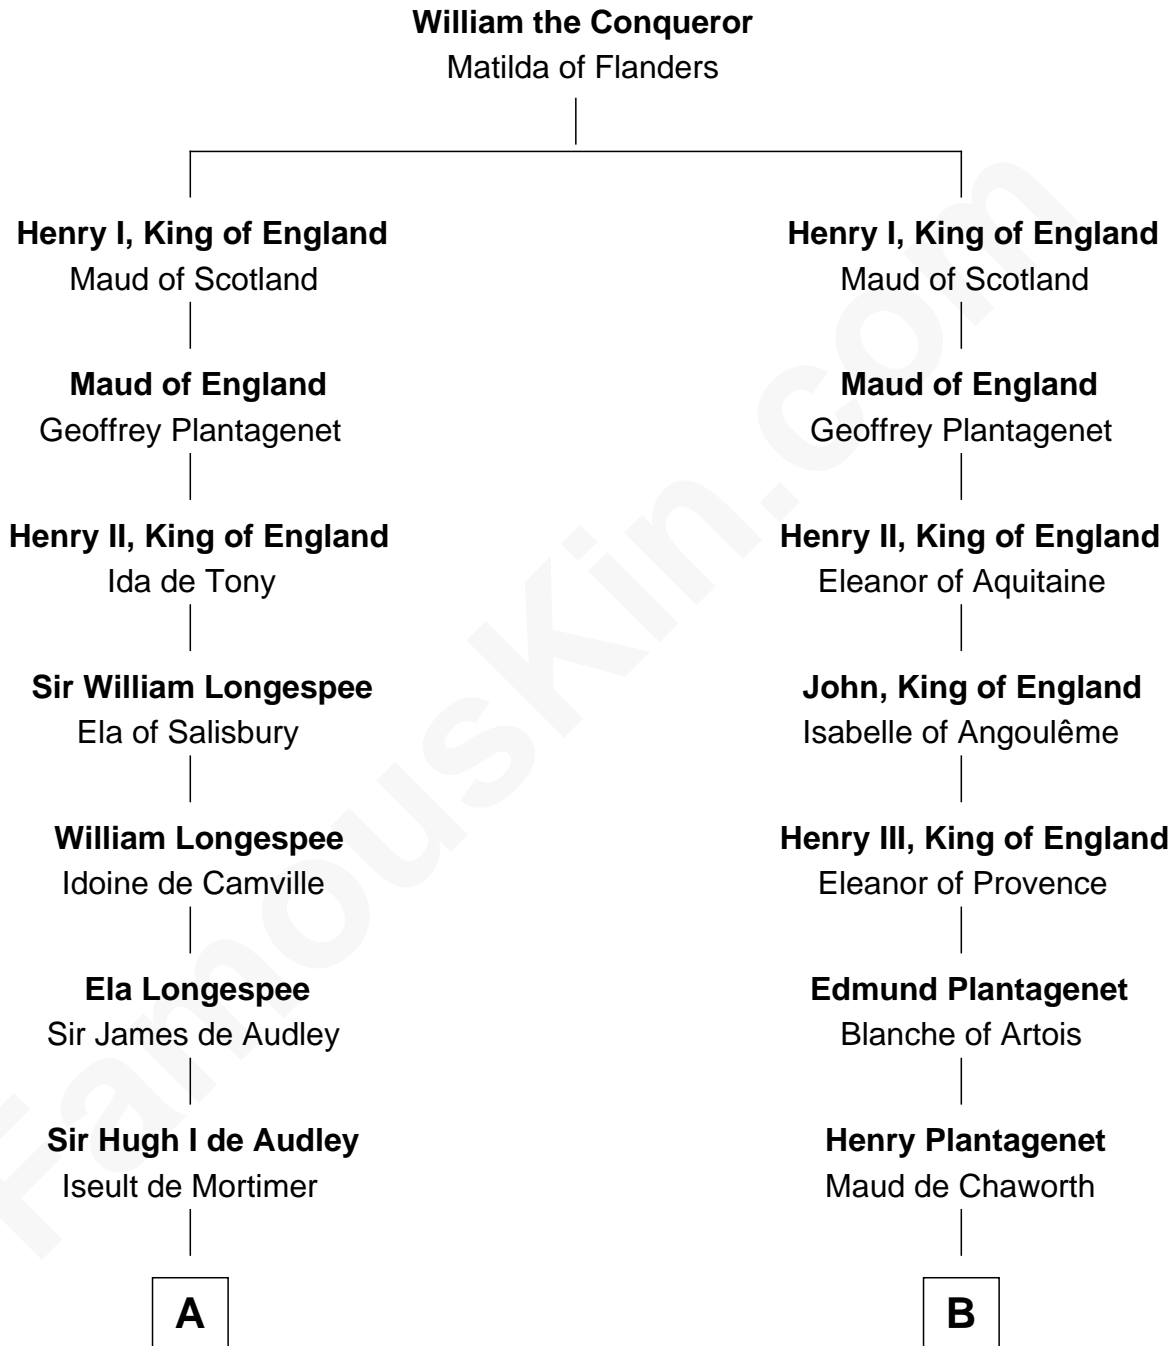 William the Conqueror
Matilda of Flanders
Henry I, King of England
Maud of Scotland
Maud of England
Geoffrey Plantagenet
Henry II, King of England
Ida de Tony
Sir William Longespee
Ela of Salisbury
William Longespee
Idoine de Camville
Ela Longespee
Sir James de Audley
Sir Hugh I de Audley
Iseult de Mortimer
A
Henry I, King of England
Maud of Scotland
Maud of England
Geoffrey Plantagenet
Henry II, King of England
Eleanor of Aquitaine
John, King of England
Isabelle of Angoulême
Henry III, King of England
Eleanor of Provence
Edmund Plantagenet
Blanche of Artois
Henry Plantagenet
Maud de Chaworth
B
FamousKin.com